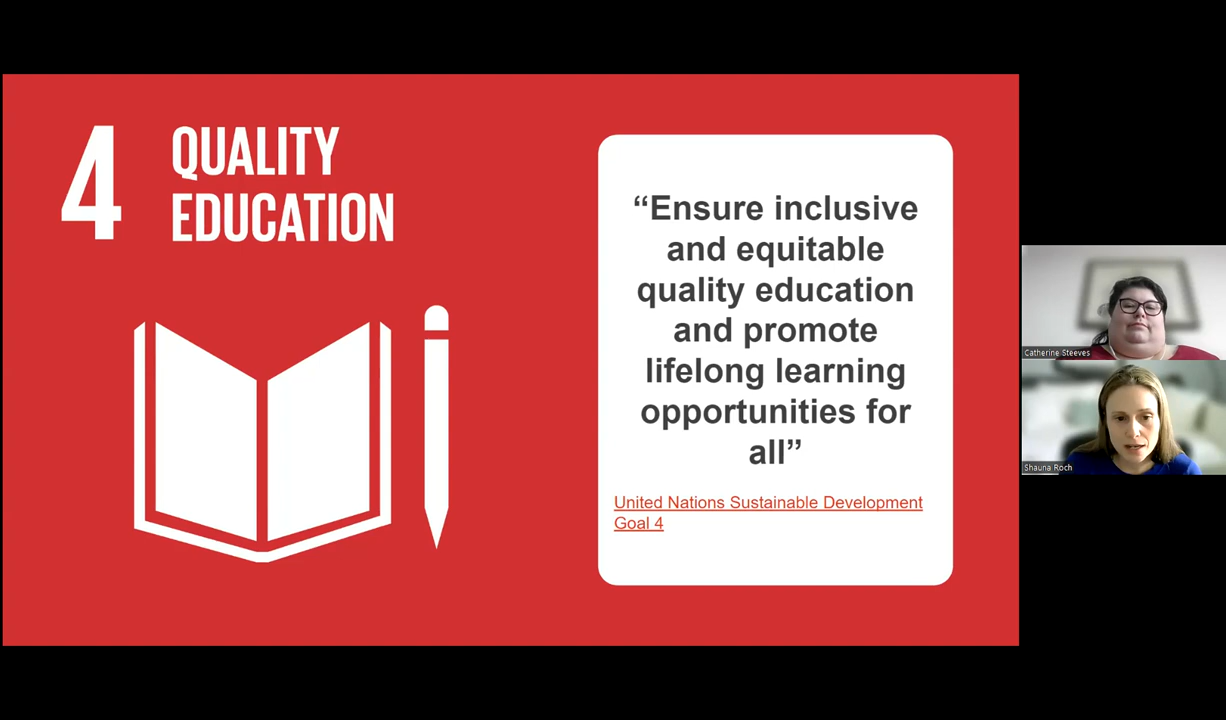 4
QUALITY
EDUCATION
“Ensure inclusive
and equitable
quality education
and promote
lifelong learning
opportunities for
all”
United Nations Sustainable Development
Goal 4
Catherine Steeves
Shauna Roch